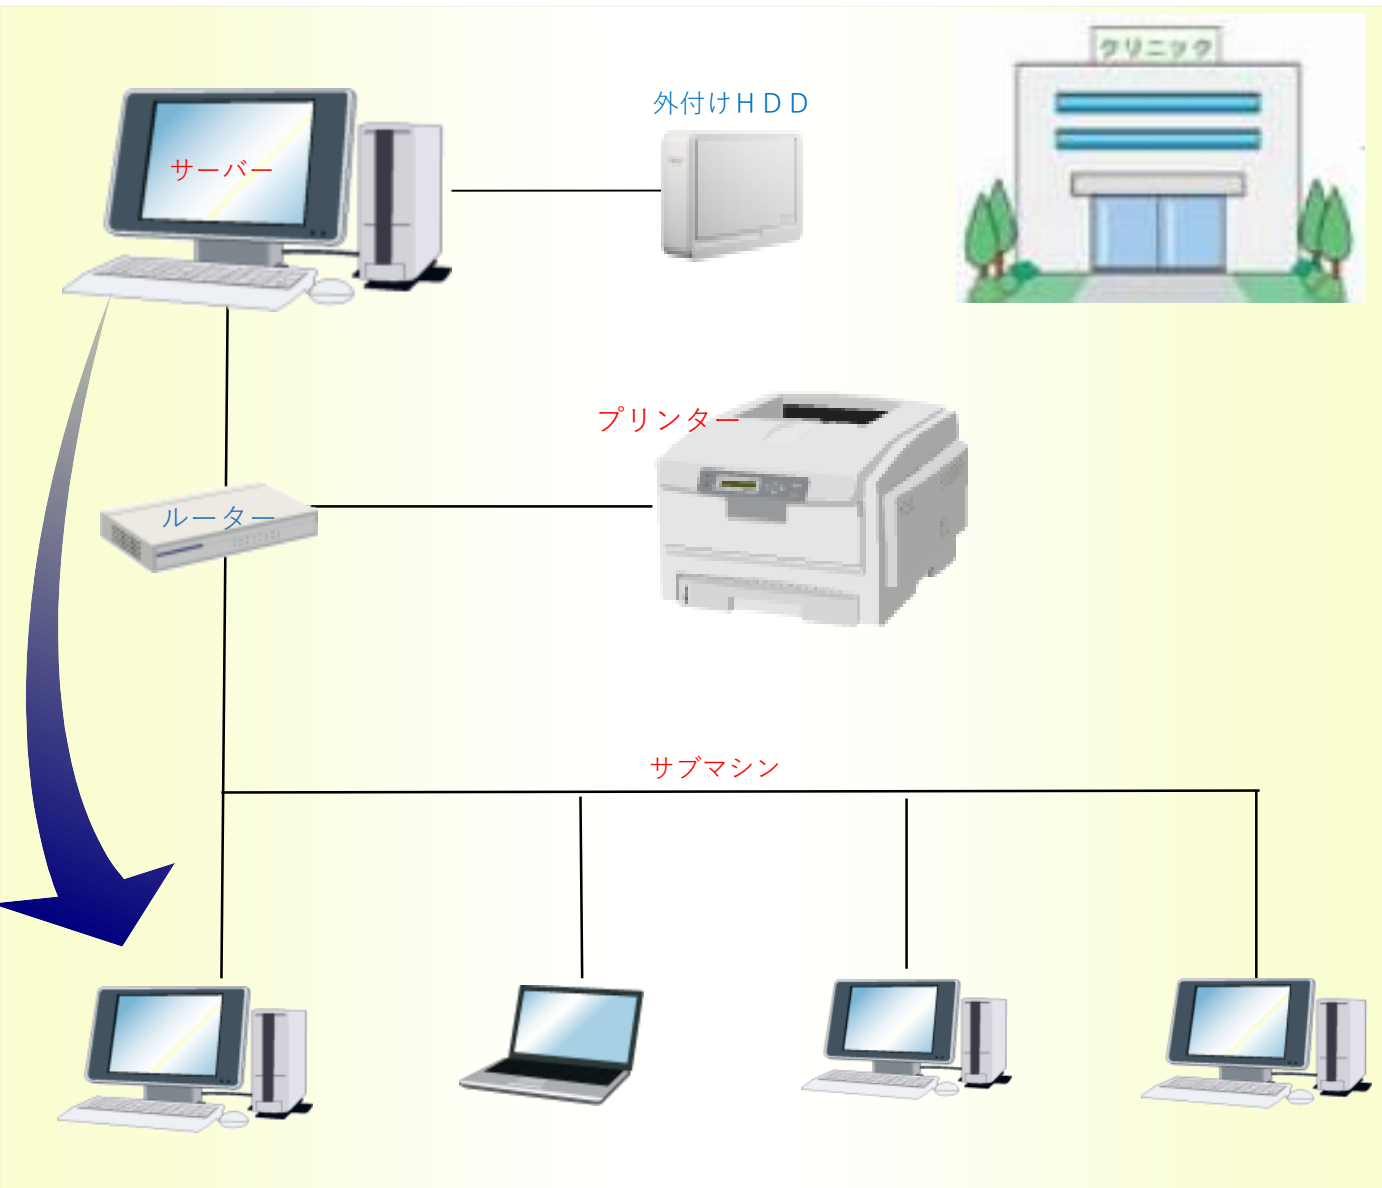 クリニック
外付けＨＤＤ
サーバー
プリンター
ルーター
サブマシン